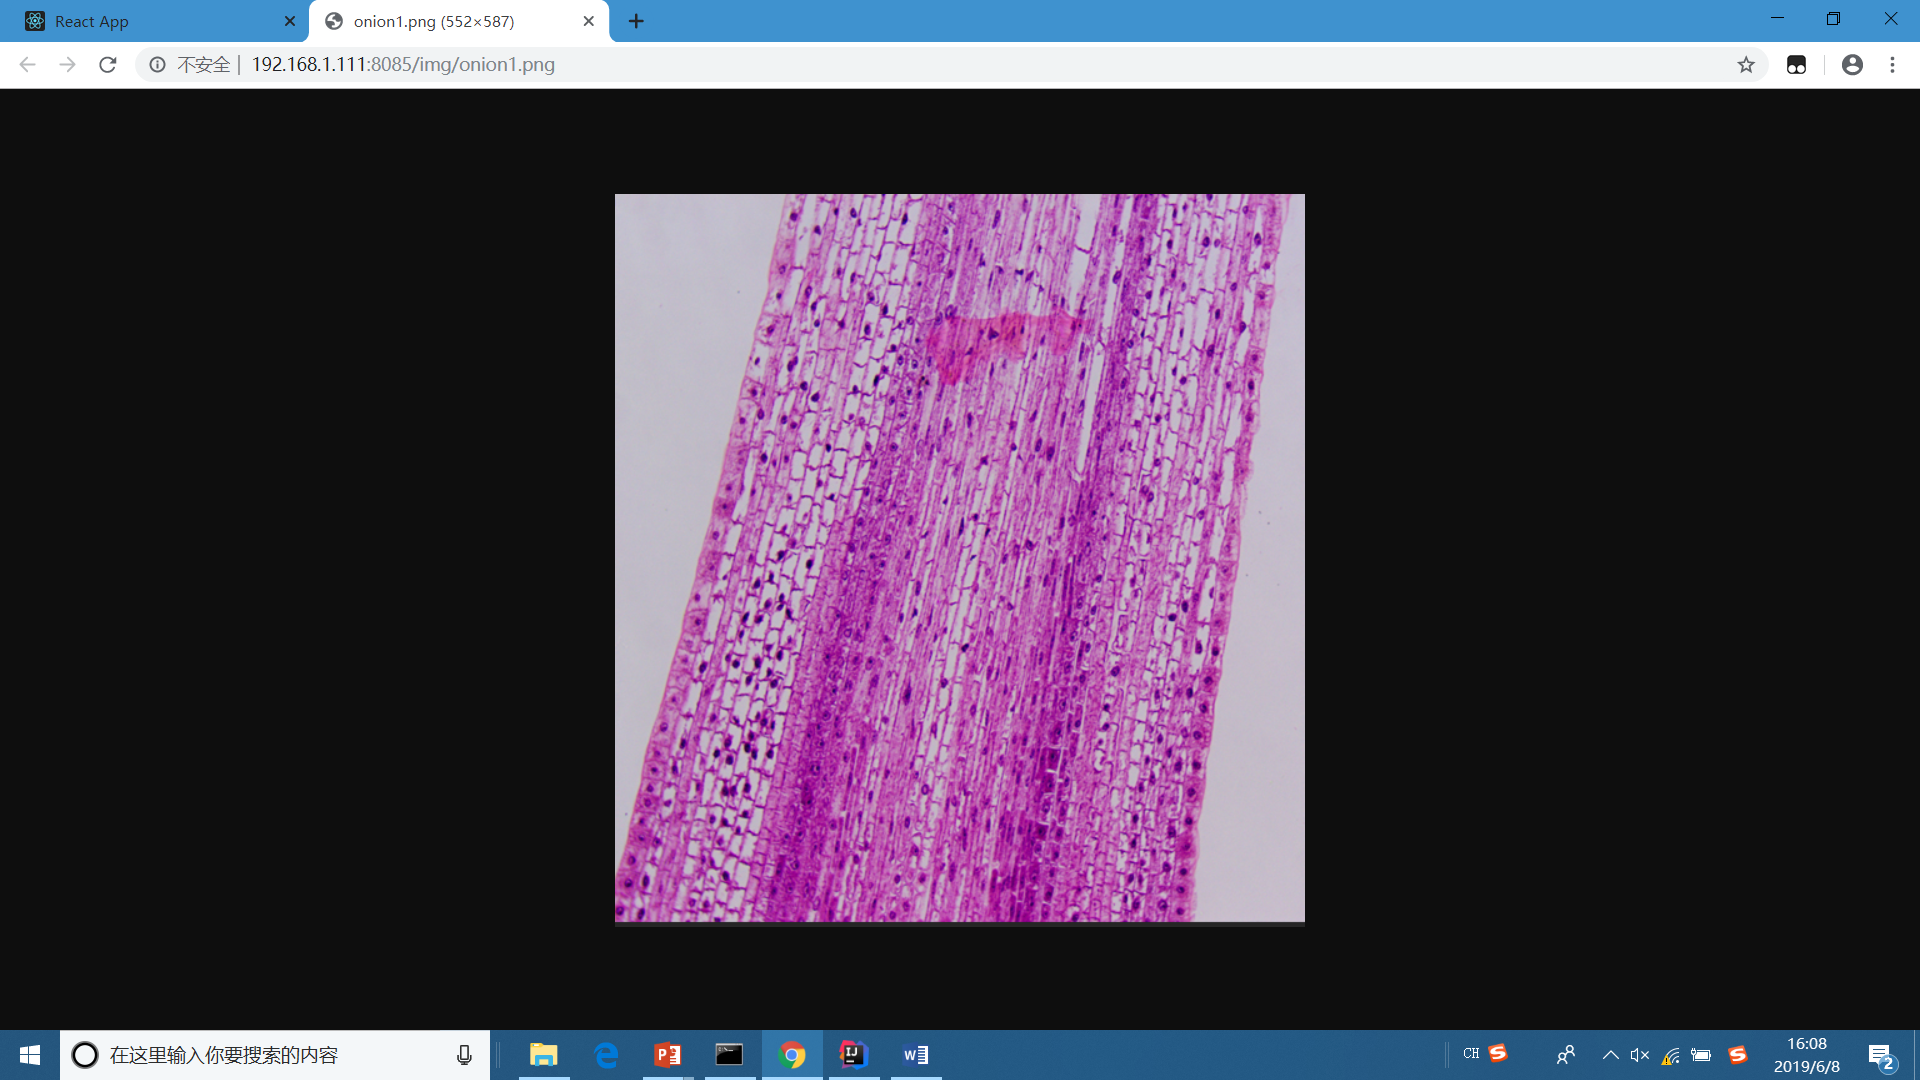 React App
onion1.png (552×587)
不安全 | 192.168.1.111:8085/img/onion1.png
在这里输入你要搜索的内容
CH
16:08
2019/6/8
2